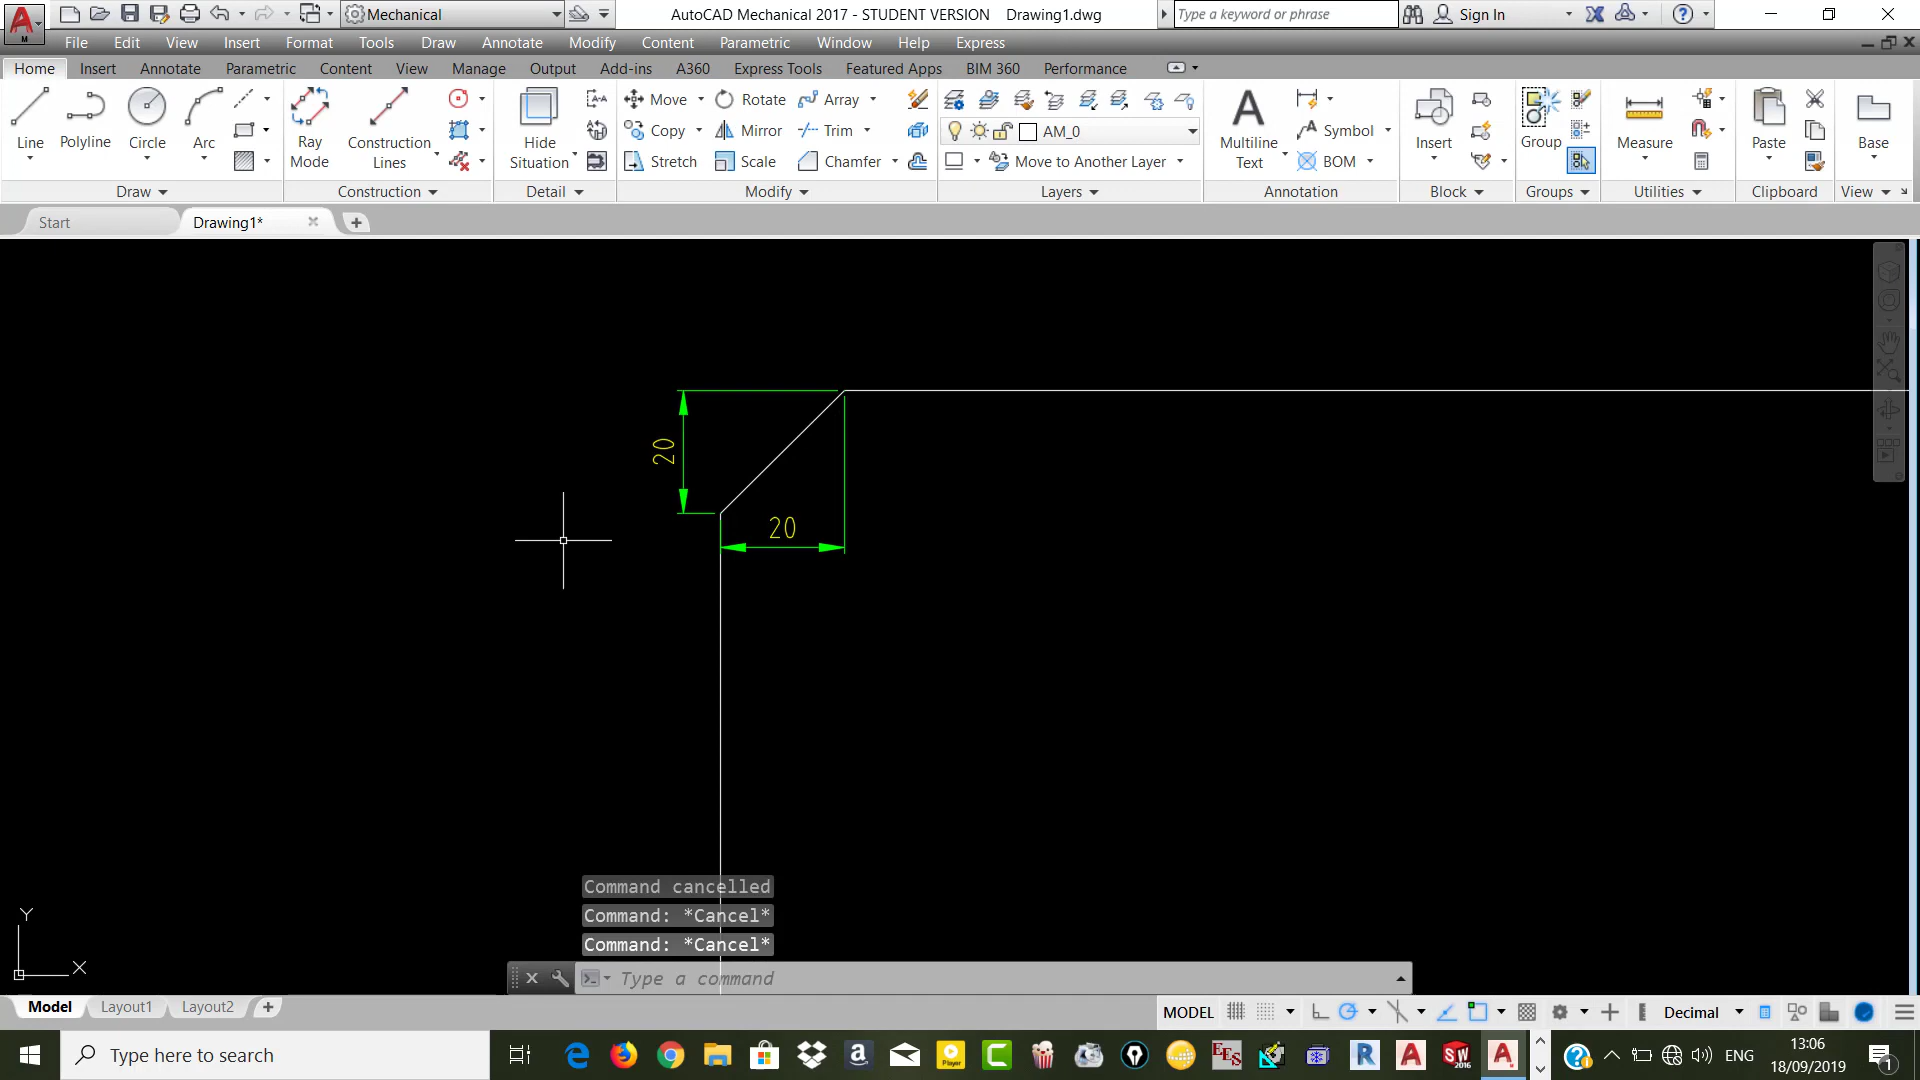 Mechanical
AutoCAD Mechanical 2017 - STUDENT VERSION Drawing1.dwg
Type a keyword or phrase
Sign In
File Edit View Insert Format Tools Draw Annotate Modify Content Parametric Window Help Express
Home Insert Annotate Parametric Content View Manage Output Add-ins A360 Express Tools Featured Apps BIM 360 Performance
Line
Polyline
Circle
Arc
Ray
Mode
Construction
Lines
Hide
Situation
Move Rotate Array
Copy Mirror Trim
Stretch Scale Chamfer
AM_0
Move to Another Layer
Multiline
Text
Symbol
BOM
Insert
Group
Measure
Paste
Base
Draw Construction Detail Modify Layers Annotation Block Groups Utilities Clipboard View
Start Drawing1*
20
20
Command cancelled
Command: *Cancel*
Command: *Cancel*
Type a command
Y
X
Model Layout1 Layout2
MODEL
Decimal
Type here to search
ENG
13:06
18/09/2019
1